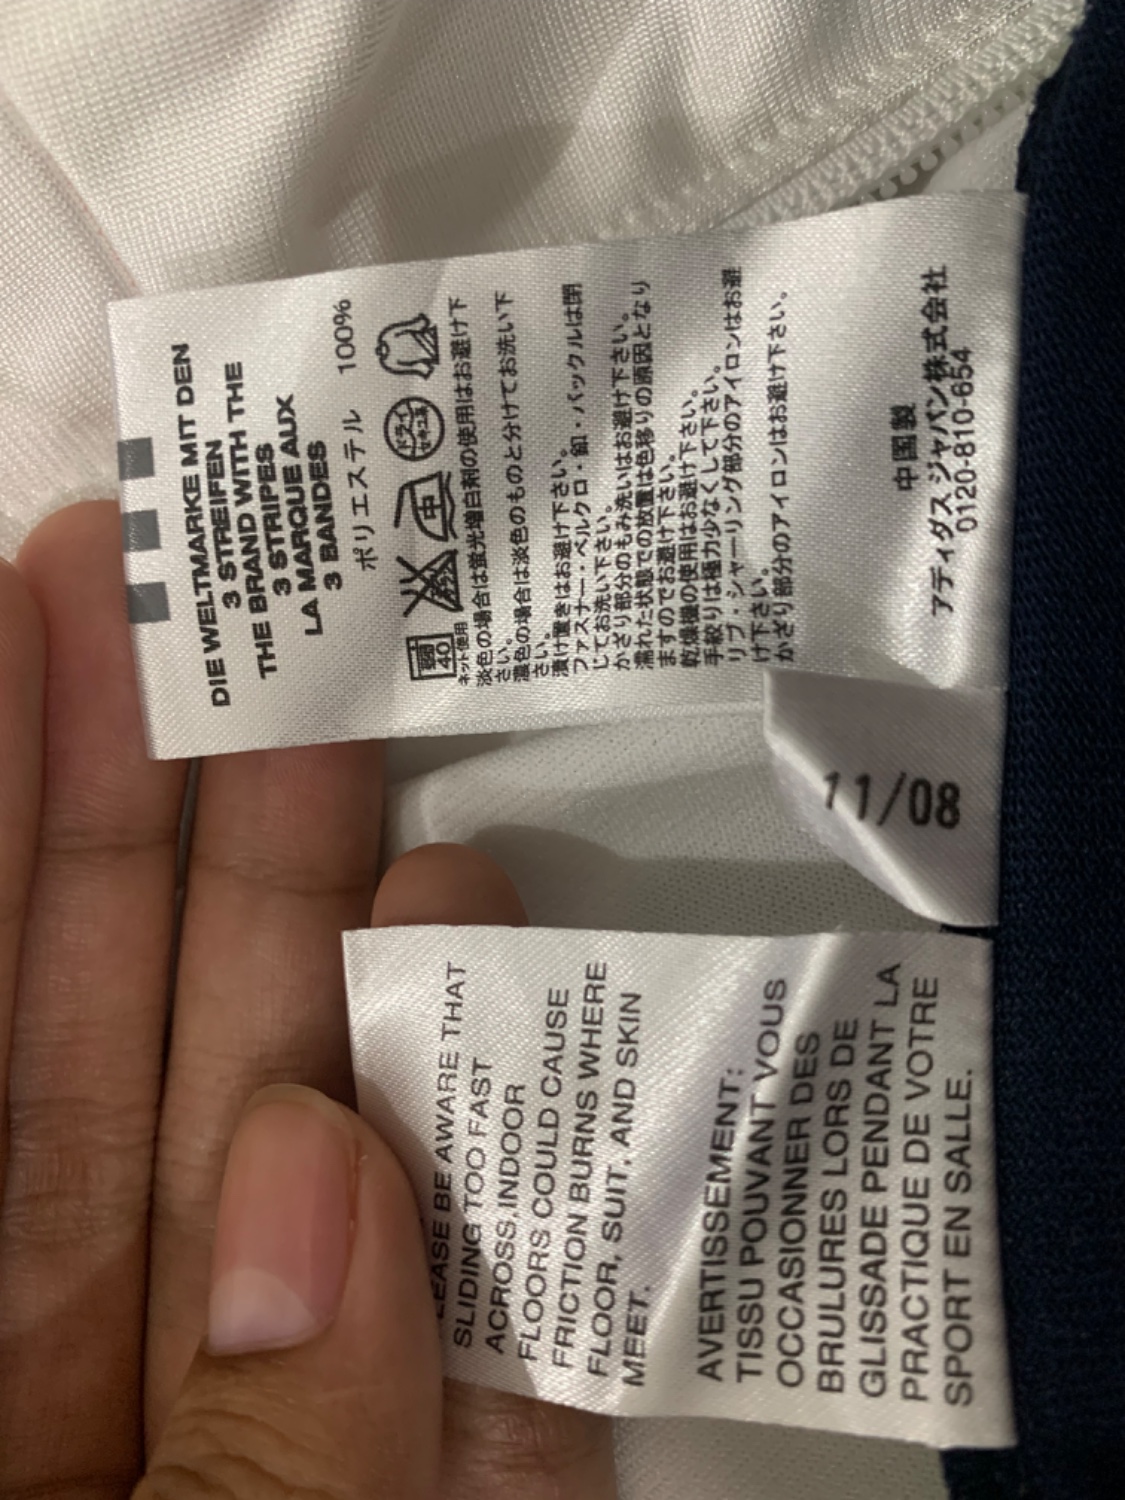 DIE WELTMARKE MIT DEN
3 STREIFEN
THE BRAND WITH THE
3 STRIPES
LA MARQUE AUX
3 BANDES
ポリエステル 100%
40
ネット使用
ドライ
セキユ系
淡色の場合は蛍光増白剤の使用はお避け下
さい。
濃色の場合は淡色のものと分けてお洗い下
さい。
漬け置きはお避け下さい。
ファスナー・ベルクロ・釦・バックルは閉
じてお洗い下さい。
かざり部分のもみ洗いはお避け下さい。
濡れた状態での放置は色移りの原因となり
ますのでお避け下さい。
乾燥機の使用はお避け下さい。
手絞りは極力少なくして下さい。
リブ・シャーリング部分のアイロンはお避
け下さい。
かざり部分のアイロンはお避け下さい。
中国製
アディダス ジャパン株式会社
0120-810-654
11/08
BE AWARE THAT
SLIDING TOO FAST
ACROSS INDOOR
FLOORS COULD CAUSE
FRICTION BURNS WHERE
FLOOR, SUIT, AND SKIN
MEET.
AVERTISSEMENT:
TISSU POUVANT VOUS
OCCASIONNER DES
BRULURES LORS DE
GLISSADE PENDANT LA
PRACTIQUE DE VOTRE
SPORT EN SALLE.